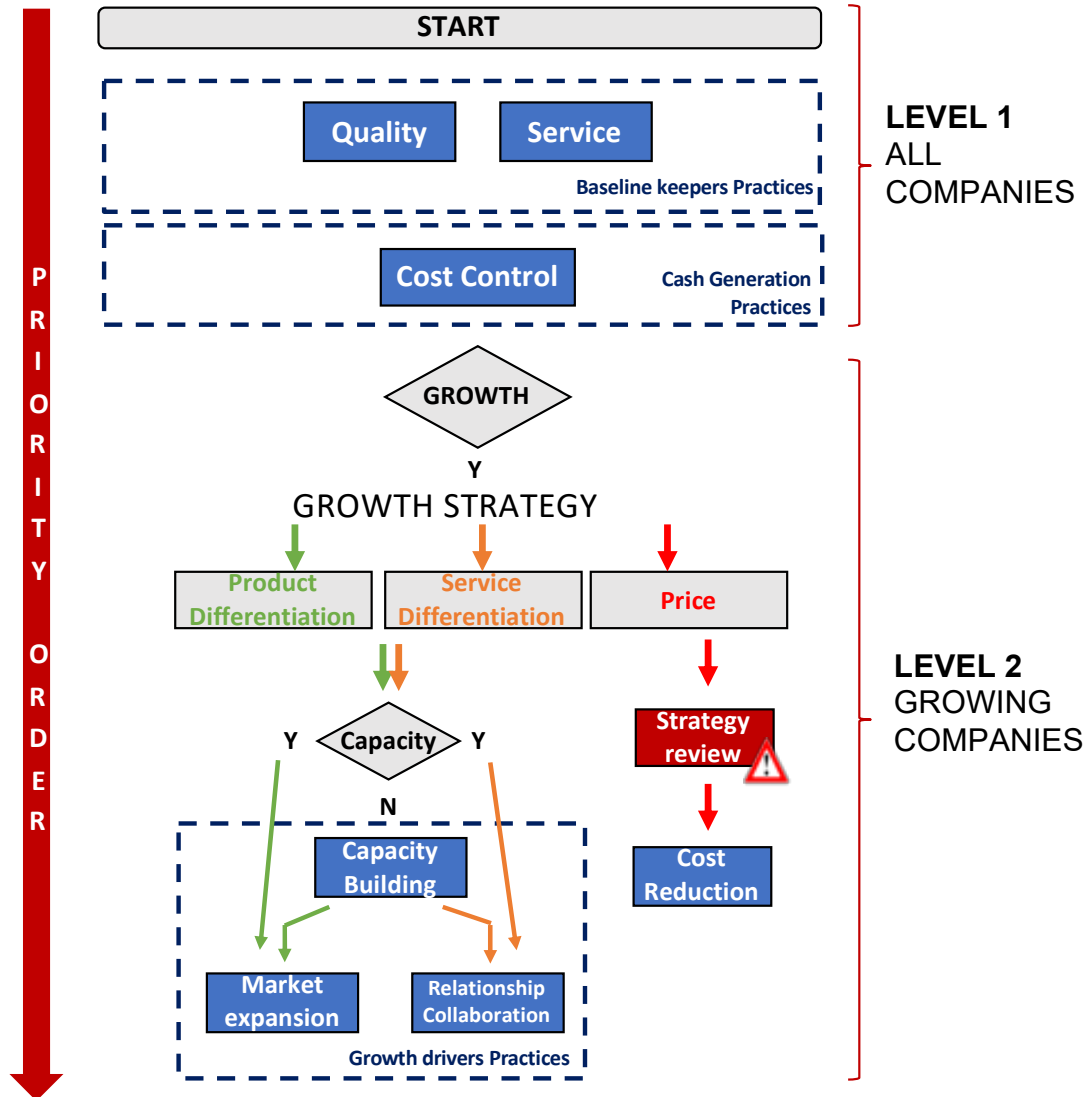 START
Quality
Service
Baseline keepers Practices
LEVEL 1
ALL
COMPANIES
Cost Control
Cash Generation
Practices
PRIORITY ORDER
GROWTH
Y
GROWTH STRATEGY
Product
Differentiation
Service
Differentiation
Price
LEVEL 2
GROWING
COMPANIES
Y
Capacity
Y
Strategy
review
N
Capacity
Building
Cost
Reduction
Market
expansion
Relationship
Collaboration
Growth drivers Practices